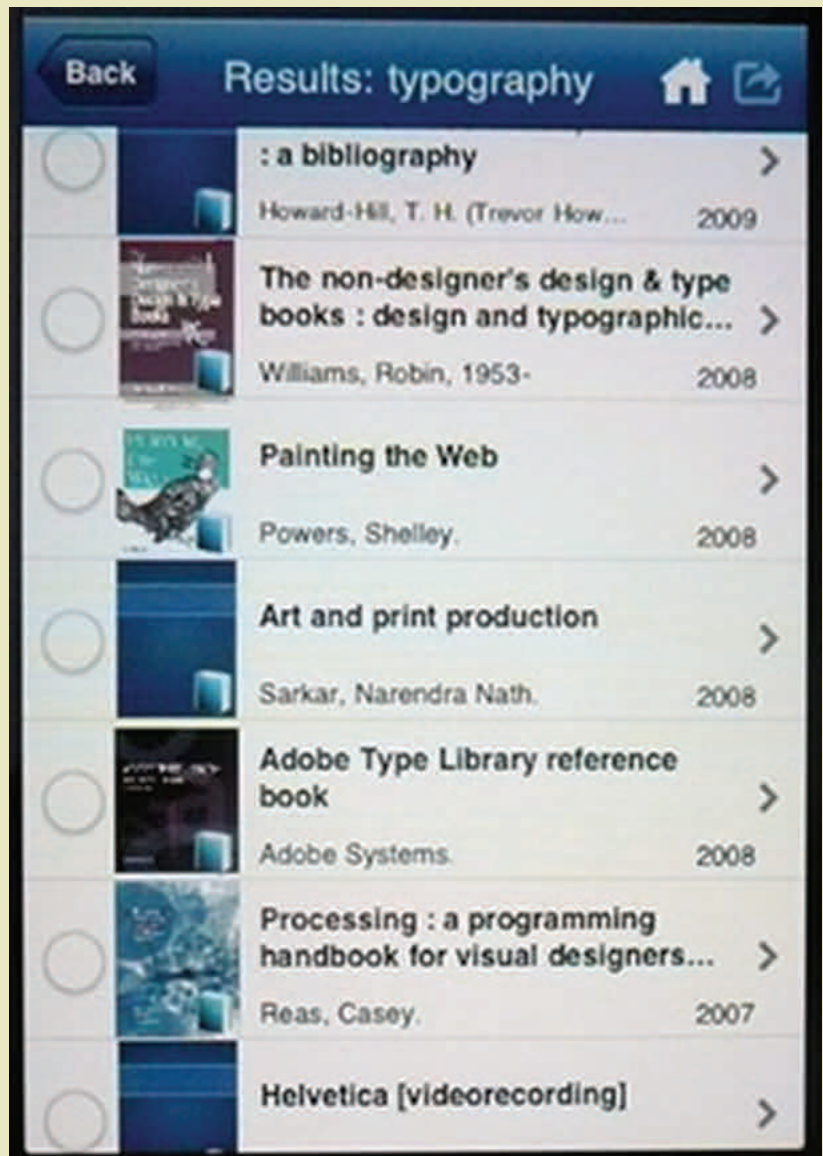 Back
Results: typography
: a bibliography
Howard-Hill, T. H. (Trevor How...
2009
The non-designer's design & type
books : design and typographic...
Williams, Robin, 1953-
2008
Painting the Web
Powers, Shelley.
2008
Art and print production
Sarkar, Narendra Nath.
2008
Adobe Type Library reference
book
Adobe Systems.
2008
Processing : a programming
handbook for visual designers...
Reas, Casey.
2007
Helvetica [videorecording]